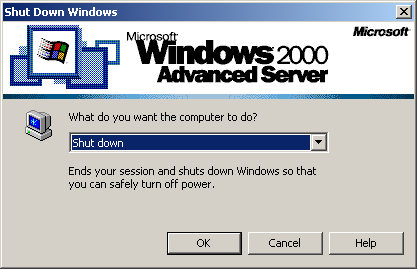 Shut Down Windows
Microsoft
Microsoft
Windows 2000
Advanced Server
What do you want the computer to do?
Shut down
Ends your session and shuts down Windows so that
you can safely turn off power.
OK
Cancel
Help